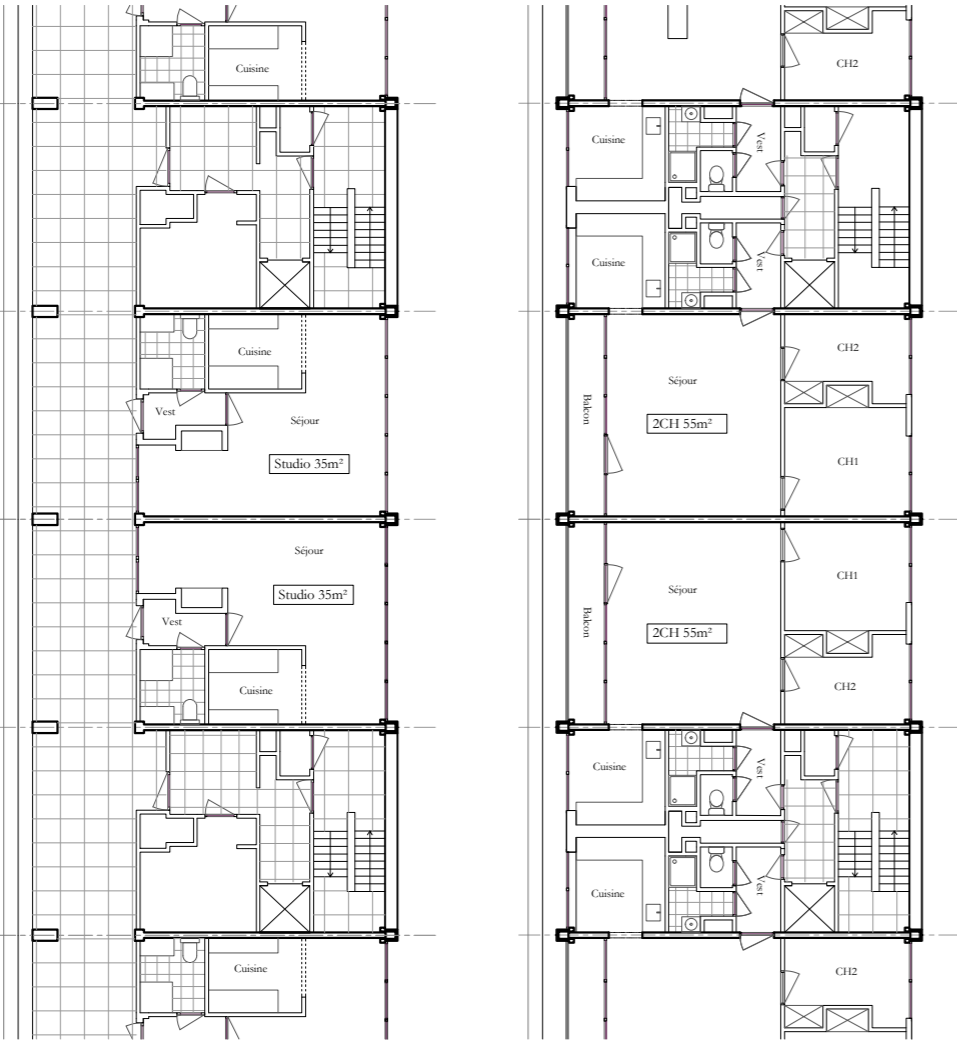 Cuisine
Cuisine
Vest
Séjour
Studio 35m²
Séjour
Studio 35m²
Vest
Cuisine
Cuisine
CH2
Cuisine
Vest
Cuisine
Vest
CH2
Séjour
Balcon
2CH 55m²
CH1
CH1
Séjour
Balcon
2CH 55m²
CH2
Cuisine
Vest
Cuisine
Vest
CH2